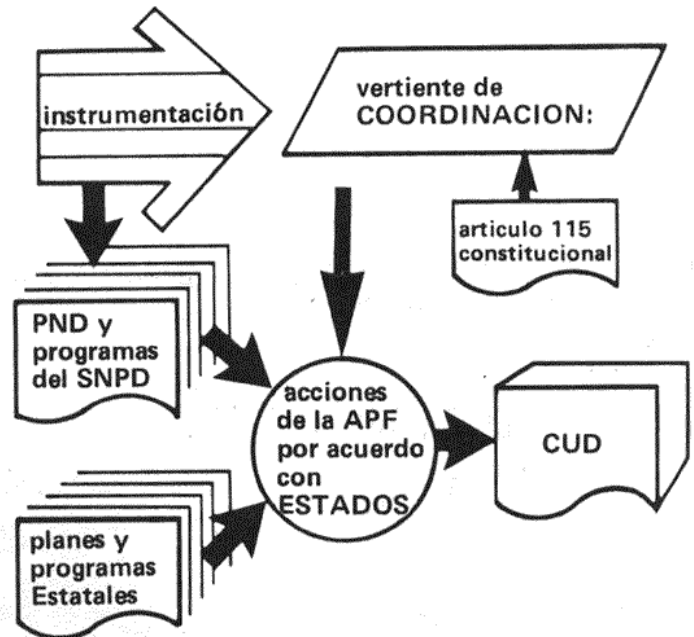 instrumentación
vertiente de
COORDINACION:
articulo 115
constitucional
PND y
programas
del SNPD
acciones
de la APF
por acuerdo
con
ESTADOS
CUD
planes y
programas
Estatales